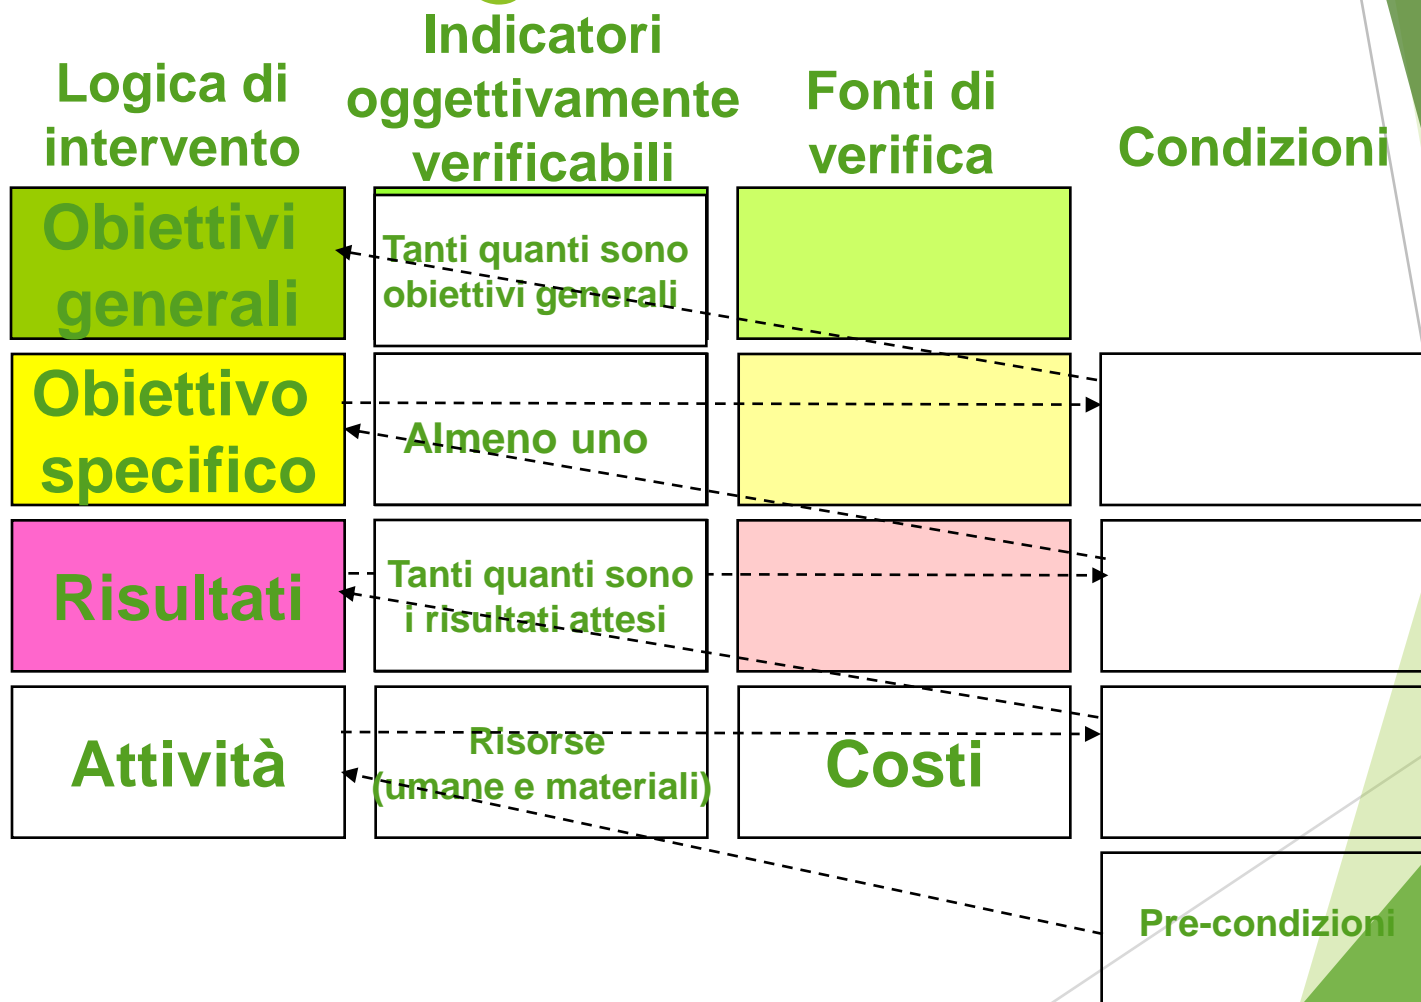 Logica di
intervento
Indicatori
oggettivamente
verificabili
Fonti di
verifica
Condizioni
Obiettivi
generali
Tanti quanti sono
obiettivi generali
Obiettivo
specifico
Almeno uno
Risultati
Tanti quanti sono
i risultati attesi
Attività
Risorse
(umane e materiali)
Costi
Pre-condizioni